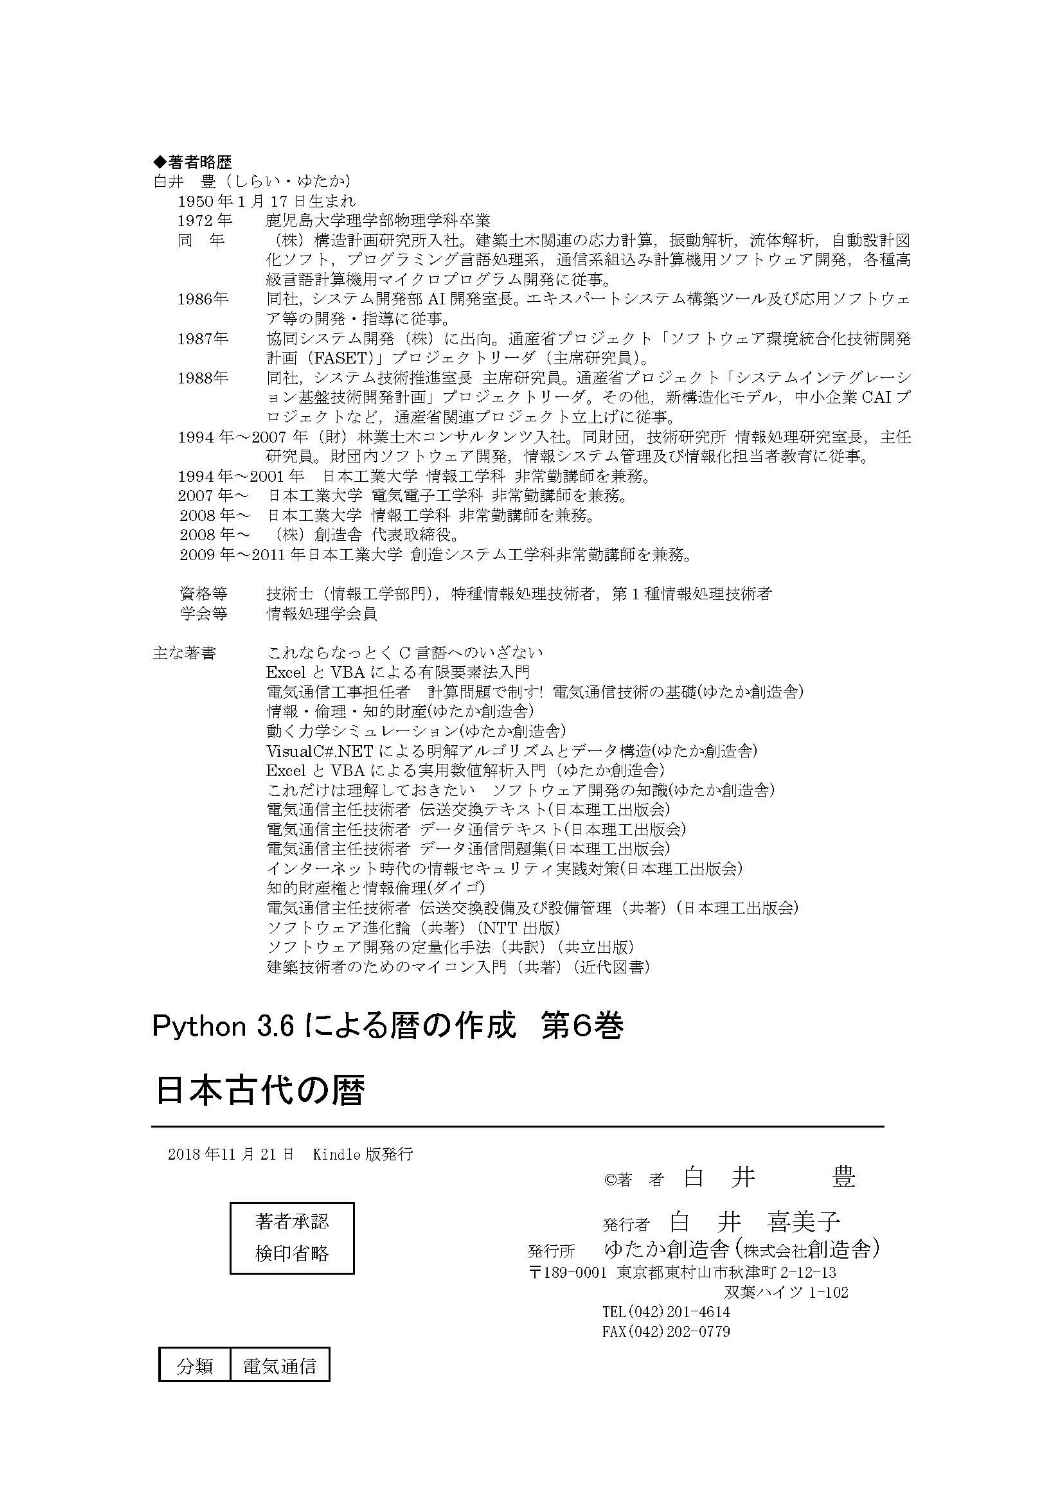 ◆著者略歴
白井　豊（しらい・ゆたか）
1950年1月17日生まれ
1972年　鹿児島大学理学部物理学科卒業
同　年　（株）構造計画研究所入社。建築土木関連の応力計算，振動解析，流体解析，自動設計図
化ソフト，プログラミング言語処理系，通信系組込み計算機用ソフトウェア開発，各種高
級言語計算機用マイクロプログラム開発に従事。
1986年　同社，システム開発部 AI 開発室長。エキスパートシステム構築ツール及び応用ソフトウェ
ア等の開発・指導に従事。
1987年　協同システム開発（株）に出向。通産省プロジェクト「ソフトウェア環境統合化技術開発
計画（FASET）」プロジェクトリーダ（主席研究員）。
1988年　同社，システム技術推進室長 主席研究員。通産省プロジェクト「システムインテグレーシ
ョン基盤技術開発計画」プロジェクトリーダ。その他，新構造化モデル，中小企業 CAI プ
ロジェクトなど，通産省関連プロジェクト立上げに従事。
1994年～2007年（財）林業土木コンサルタンツ入社。同財団，技術研究所 情報処理研究室長，主任
研究員。財団内ソフトウェア開発，情報システム管理及び情報化担当者教育に従事。
1994年～2001年　日本工業大学 情報工学科 非常勤講師を兼務。
2007年～　日本工業大学 電気電子工学科 非常勤講師を兼務。
2008年～　日本工業大学 情報工学科 非常勤講師を兼務。
2008年～　（株）創造舎 代表取締役。
2009年～2011年日本工業大学 創造システム工学科非常勤講師を兼務。
資格等　技術士（情報工学部門），特種情報処理技術者，第1種情報処理技術者
学会等　情報処理学会員
主な著書　これならなっとくC言語へのいざない
ExcelとVBAによる有限要素法入門
電気通信工事担任者　計算問題で制す! 電気通信技術の基礎(ゆたか創造舎)
情報・倫理・知的財産(ゆたか創造舎)
動く力学シミュレーション(ゆたか創造舎)
VisualC#.NETによる明解アルゴリズムとデータ構造(ゆたか創造舎)
ExcelとVBAによる実用数値解析入門（ゆたか創造舎）
これだけは理解しておきたい　ソフトウェア開発の知識(ゆたか創造舎)
電気通信主任技術者 伝送交換テキスト(日本理工出版会)
電気通信主任技術者 データ通信テキスト(日本理工出版会)
電気通信主任技術者 データ通信問題集(日本理工出版会)
インターネット時代の情報セキュリティ実践対策(日本理工出版会)
知的財産権と情報倫理(ダイゴ)
電気通信主任技術者 伝送交換設備及び設備管理（共著）(日本理工出版会)
ソフトウェア進化論（共著）（NTT出版）
ソフトウェア開発の定量化手法（共訳）（共立出版）
建築技術者のためのマイコン入門（共著）（近代図書）
Python 3.6による暦の作成　第6巻
日本古代の暦
2018年11月21日　Kindle版発行
©著　者　白　井　　　豊
著者承認
検印省略
発行者　白　井　喜美子
発行所　ゆたか創造舎（株式会社創造舎）
〒189-0001 東京都東村山市秋津町2-12-13
双葉ハイツ 1-102
TEL(042)201-4614
FAX(042)202-0779
分類　電気通信